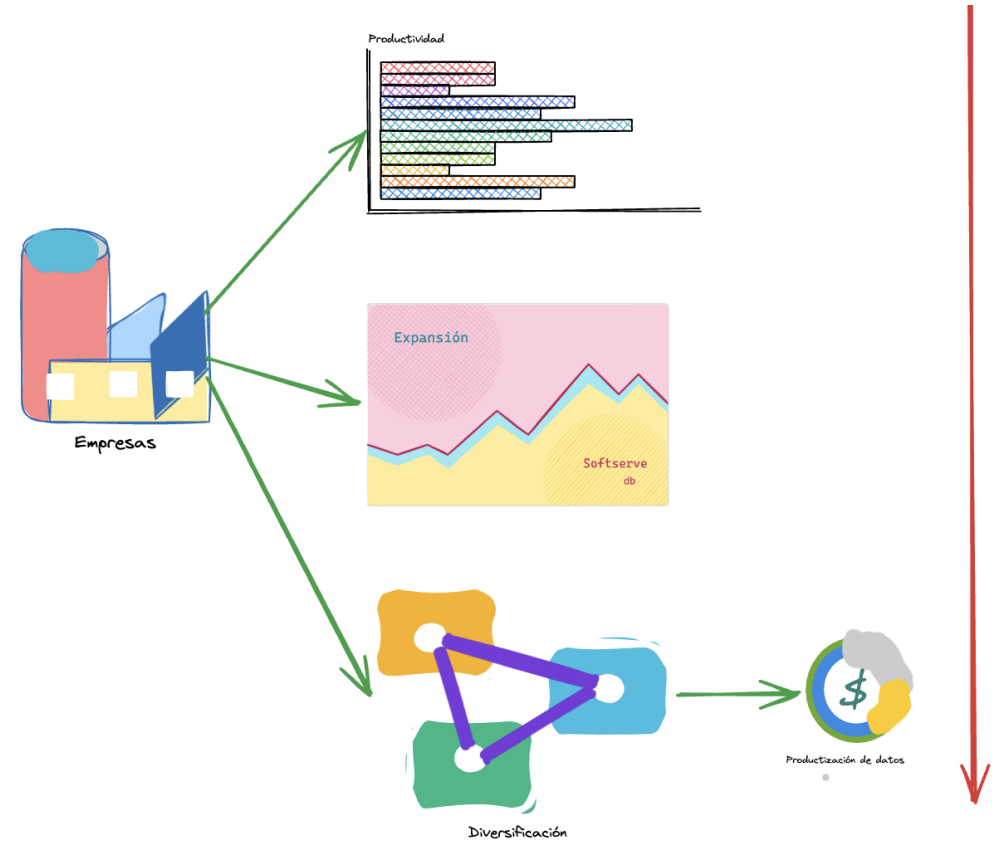 Productividad
Expansión
Softserve
db
Empresas
$
Productización de datos
Diversificación